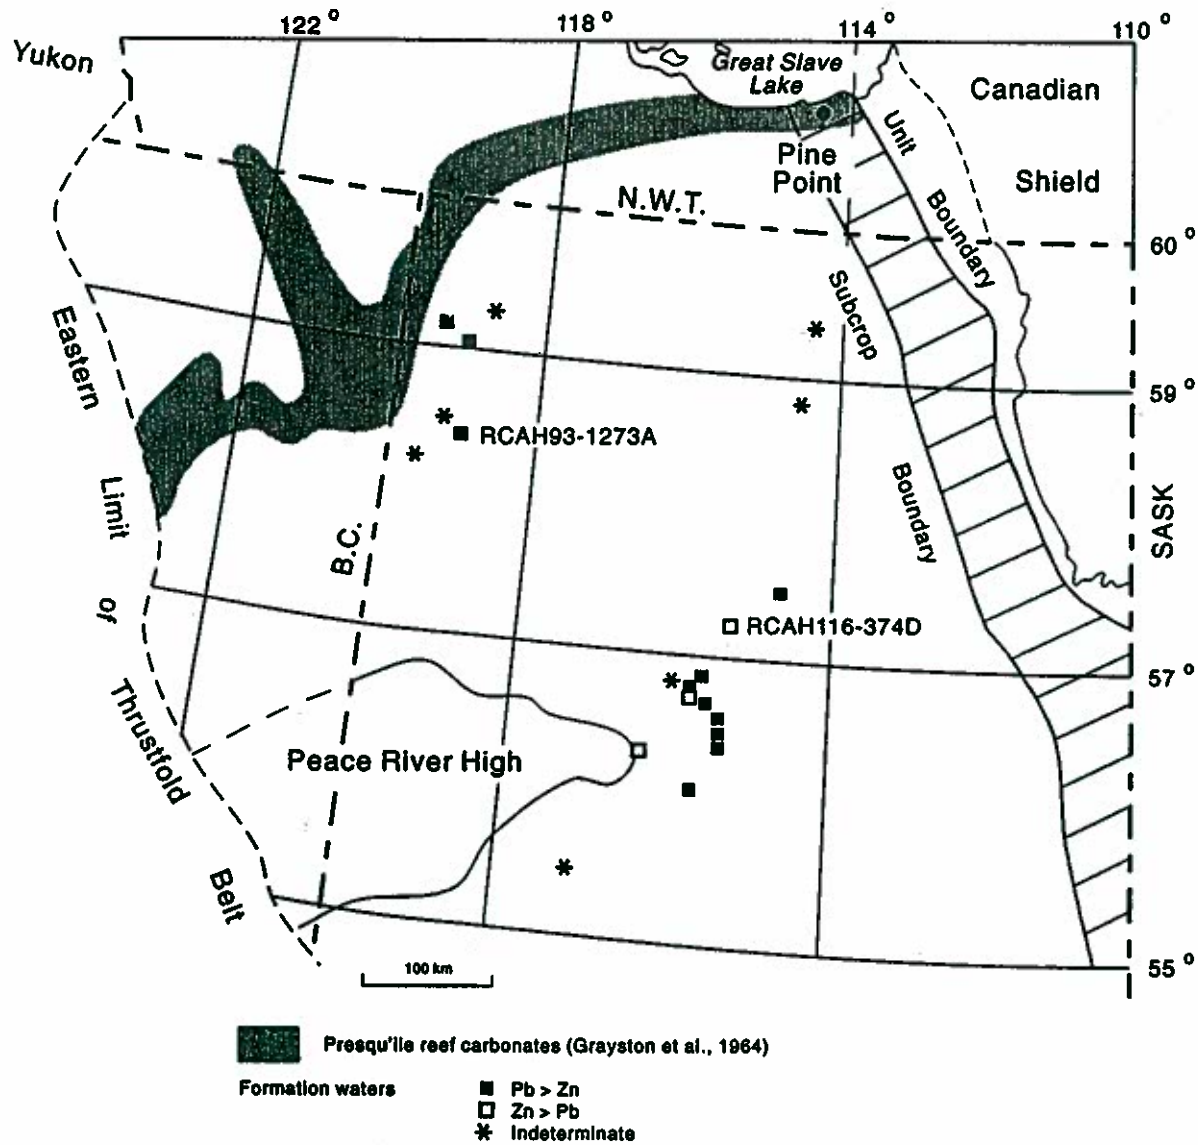 122°
118°
114°
110°
Yukon
Great Slave
Lake
Canadian
Shield
Pine
Point
Unit
Boundary
N.W.T.
60°
Subcrop
Boundary
Eastern
Limit
of
Thrustfold
Belt
59°
RCAH93-1273A
B.C.
SASK
RCAH116-374D
57°
Peace River High
55°
100 km
Presqu'ile reef carbonates (Grayston et al., 1964)
Formation waters
Pb > Zn
Zn > Pb
Indeterminate